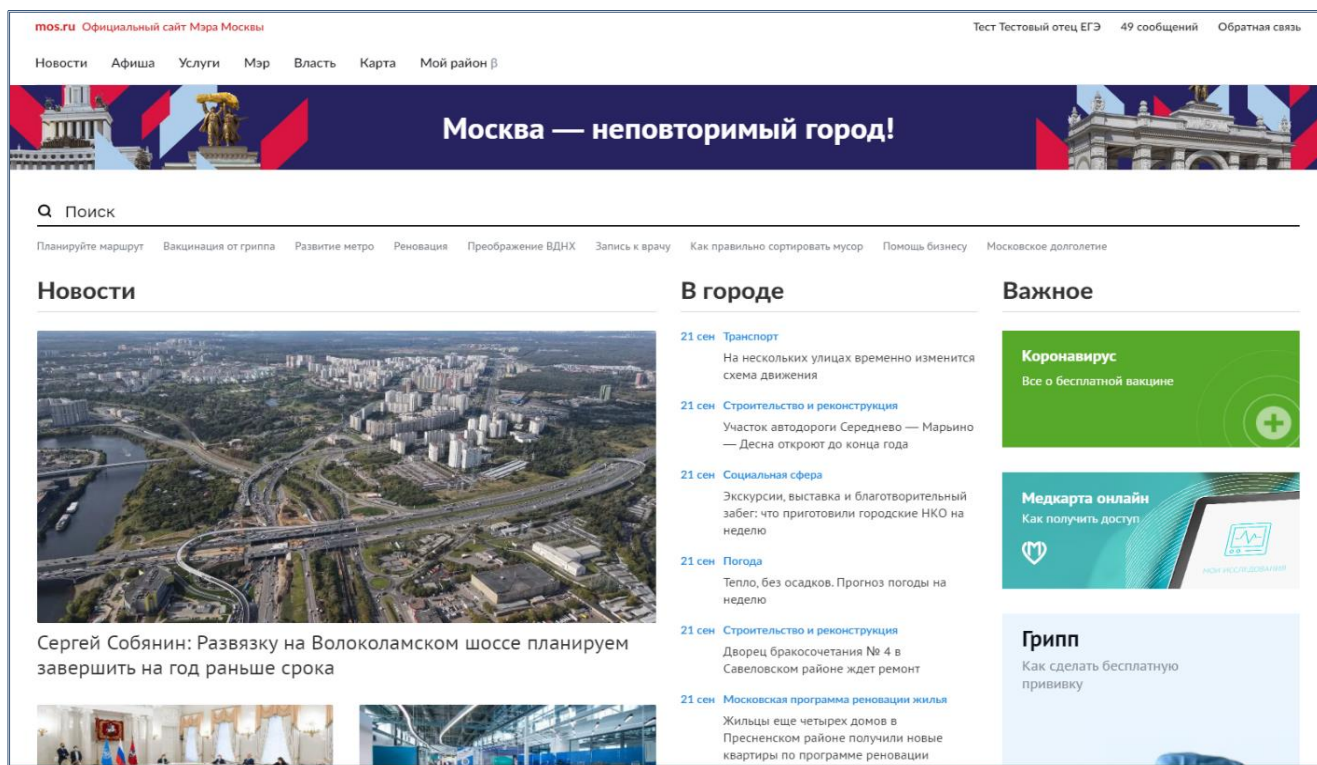 mos.ru Официальный сайт Мэра Москвы
Тест Тестовый отец ЕГЭ 49 сообщений Обратная связь
Новости Афиша Услуги Мэр Власть Карта Мой район β
Москва — неповторимый город!
Поиск
Планируйте маршрут Вакцинация от гриппа Развитие метро Реновация Преображение ВДНХ Запись к врачу Как правильно сортировать мусор Помощь бизнесу Московское долголетие
Новости
Сергей Собянин: Развязку на Волоколамском шоссе планируем
завершить на год раньше срока
В городе
21 сен Транспорт
На нескольких улицах временно изменится
схема движения
21 сен Строительство и реконструкция
Участок автодороги Середнево — Марьино
— Десна откроют до конца года
21 сен Социальная сфера
Экскурсии, выставка и благотворительный
забег: что приготовили городские НКО на
неделю
21 сен Погода
Тепло, без осадков. Прогноз погоды на
неделю
21 сен Строительство и реконструкция
Дворец бракосочетания № 4 в
Савеловском районе ждет ремонт
21 сен Московская программа реновации жилья
Жильцы еще четырех домов в
Пресненском районе получили новые
квартиры по программе реновации
Важное
Коронавирус
Все о бесплатной вакцине
Медкарта онлайн
Как получить доступ
МОИ ИССЛЕДОВАНИЯ
Грипп
Как сделать бесплатную
прививку